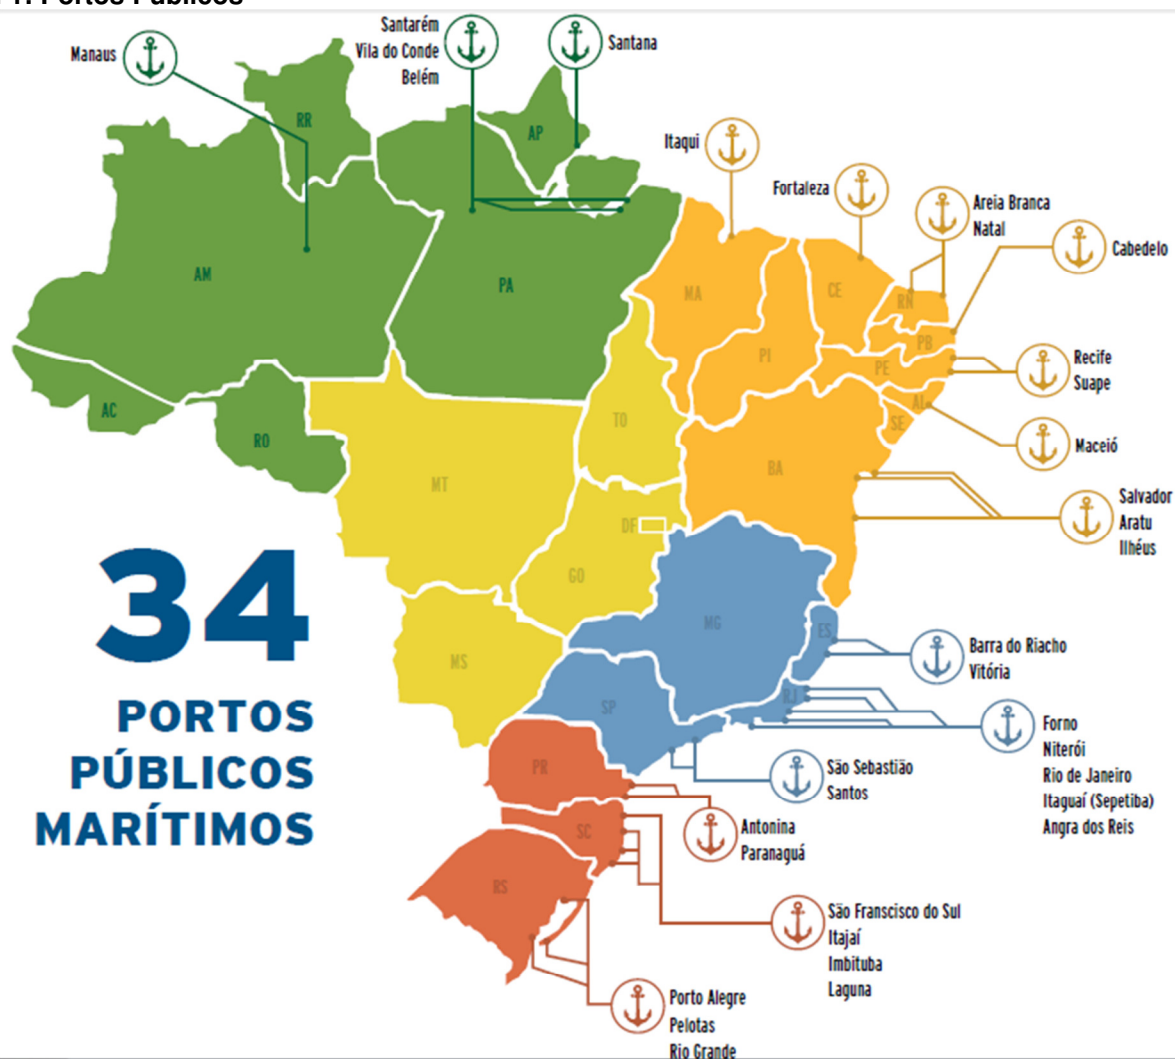 1. Portos Públicos
Manaus
Santarém
Vila do Conde
Belém
Santana
Itaqui
Fortaleza
Areia Branca
Natal
Cabedelo
Recife
Suape
Maceió
Salvador
Aratu
Ilhéus
RR
AP
AM
PA
MA
CE
RN
PB
PI
PE
AL
SE
AC
RO
TO
BA
MT
DF
GO
MG
ES
MS
SP
RJ
PR
SC
RS
34
PORTOS
PÚBLICOS
MARÍTIMOS
Barra do Riacho
Vitória
Forno
Niterói
Rio de Janeiro
Itaguaí (Sepetiba)
Angra dos Reis
São Sebastião
Santos
Antonina
Paranaguá
São Franscisco do Sul
Itajaí
Imbituba
Laguna
Porto Alegre
Pelotas
Rio Grande